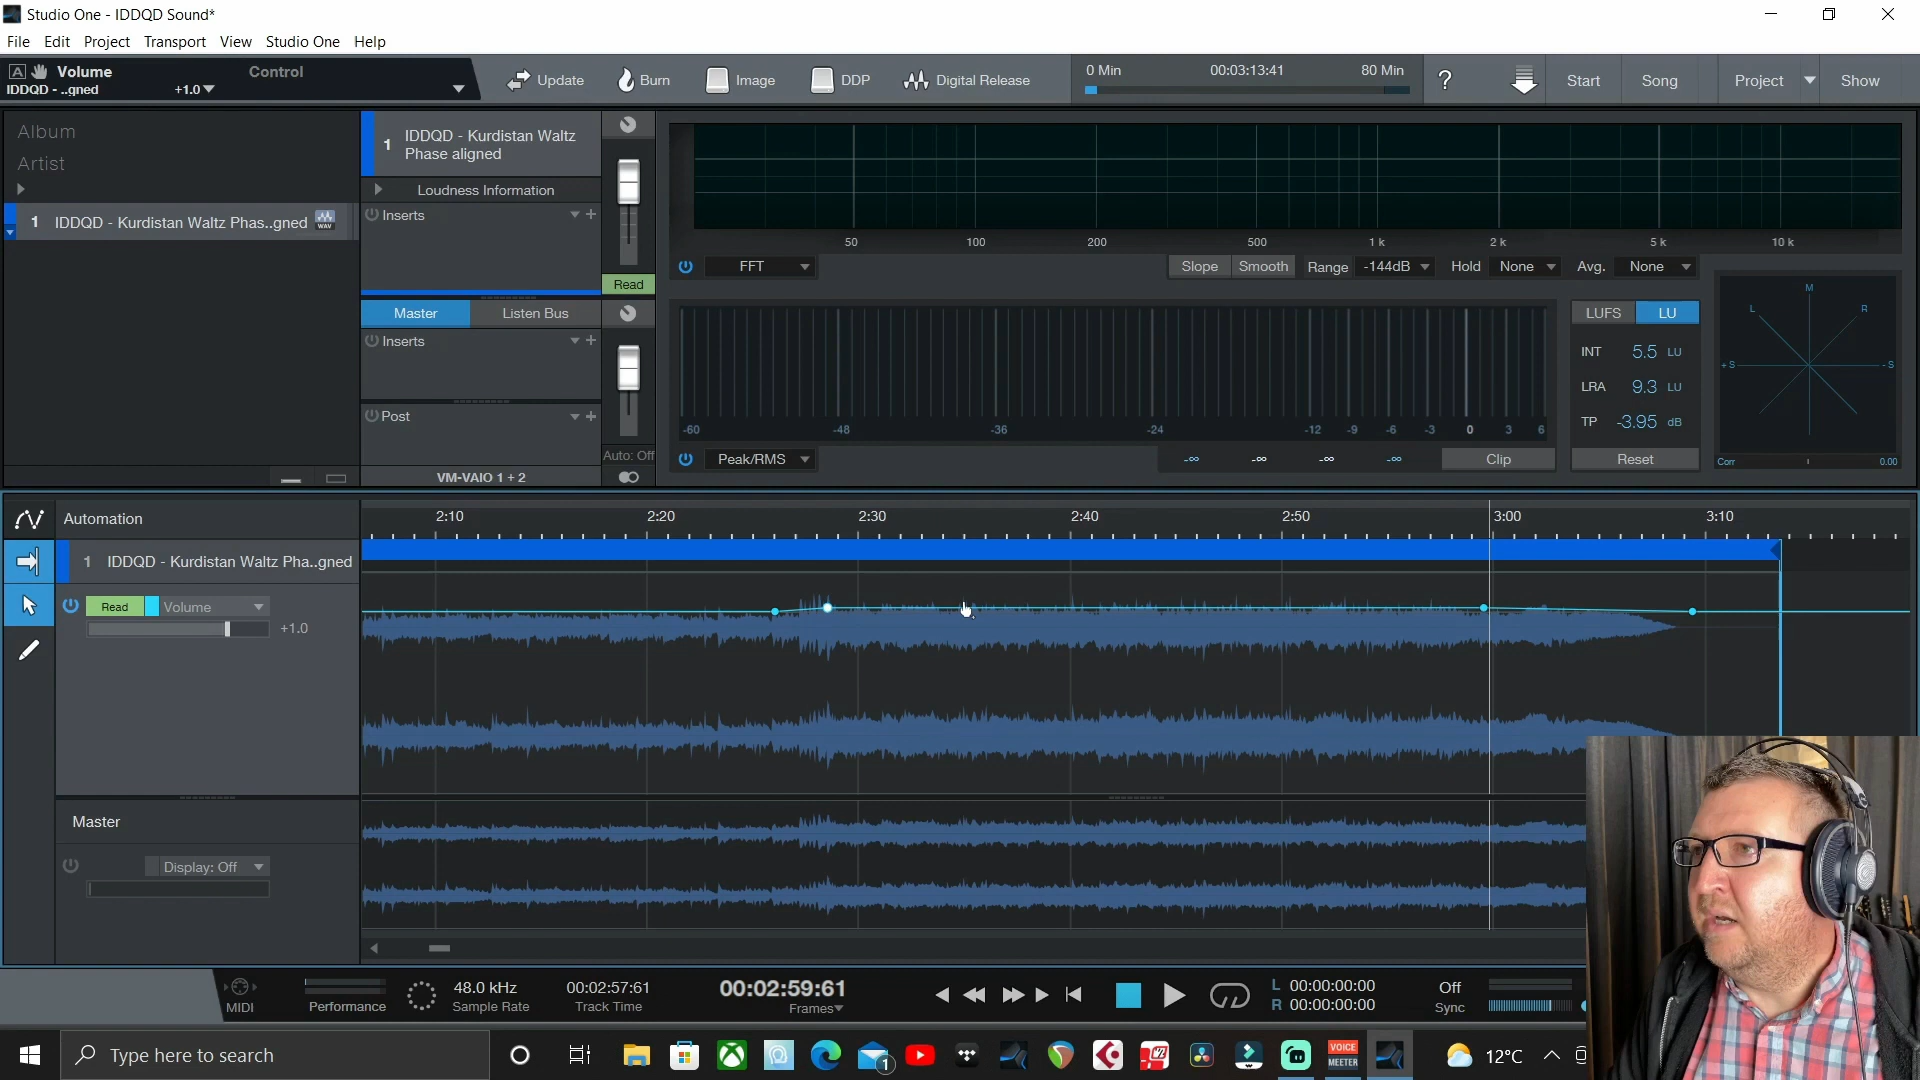 Studio One - IDDQD Sound*
File Edit Project Transport View Studio One Help
A Volume Control
IDDQD - ..gned +1.0
Update Burn Image DDP Digital Release
0 Min 00:03:13:41 80 Min
? Start Song Project Show
Album
Artist
1 IDDQD - Kurdistan Waltz Phas..gned WAV
1 IDDQD - Kurdistan Waltz
Phase aligned
Loudness Information
Inserts
Read
Master Listen Bus
Inserts
Post
Auto: Off
VM-VAIO 1 + 2
50 100 200 500 1k 2k 5k 10k
FFT Slope Smooth Range -144dB Hold None Avg. None
-60 -48 -36 -24 -12 -9 -6 -3 0 3 6
Peak/RMS -∞ -∞ -∞ -∞ Clip
LUFS LU
INT 5.5 LU
LRA 9.3 LU
TP -3.95 dB
Reset
M
L R
+S -S
Corr 0.00
Automation
2:10 2:20 2:30 2:40 2:50 3:00 3:10
1 IDDQD - Kurdistan Waltz Pha..gned
Read Volume
+1.0
Master
Display: Off
MIDI
Performance
48.0 kHz
Sample Rate
00:02:57:61
Track Time
00:02:59:61
Frames
L 00:00:00:00
R 00:00:00:00
Off
Sync
Type here to search
1
VOICE
MEETER
12°C